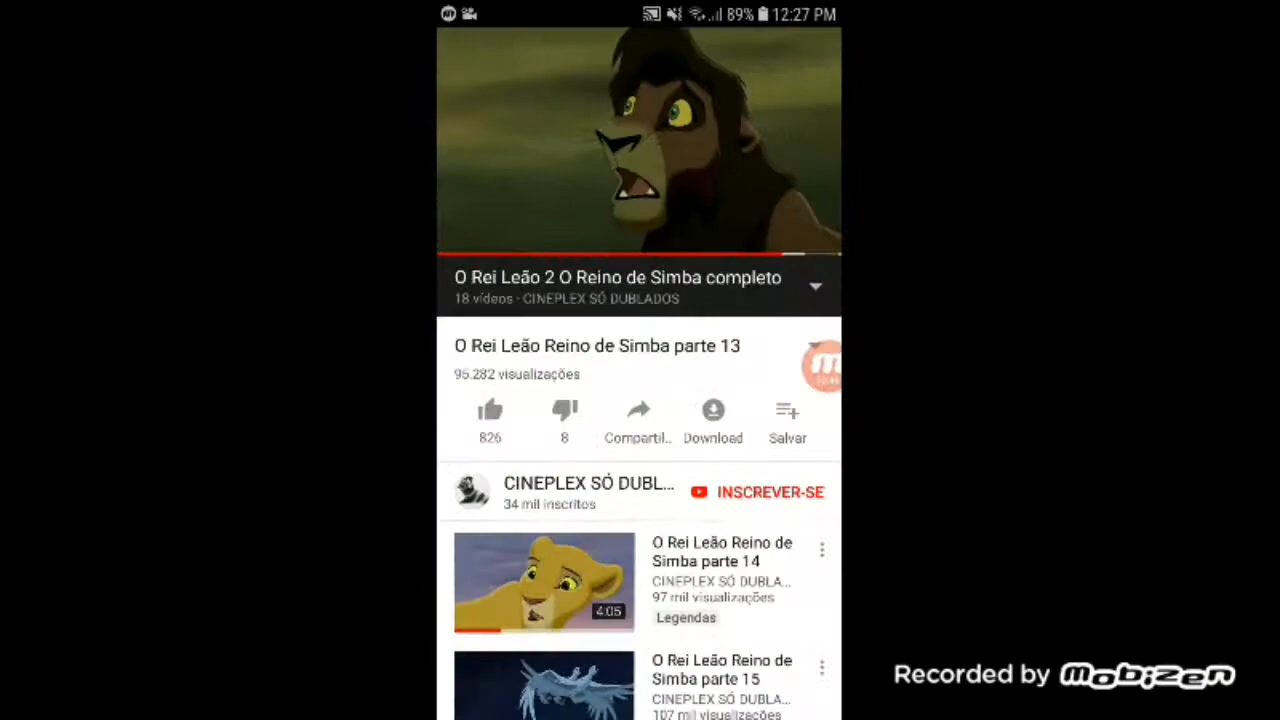 89% 12:27 PM
O Rei Leão 2 O Reino de Simba completo
18 vídeos · CINEPLEX SÓ DUBLADOS
O Rei Leão Reino de Simba parte 13
95.282 visualizações
826
8
Compartil..
Download
Salvar
CINEPLEX SÓ DUBL...
34 mil inscritos
INSCREVER-SE
O Rei Leão Reino de
Simba parte 14
CINEPLEX SÓ DUBLA...
97 mil visualizações
Legendas
4:05
O Rei Leão Reino de
Simba parte 15
CINEPLEX SÓ DUBLA...
107 mil visualizações
Recorded by mobizen